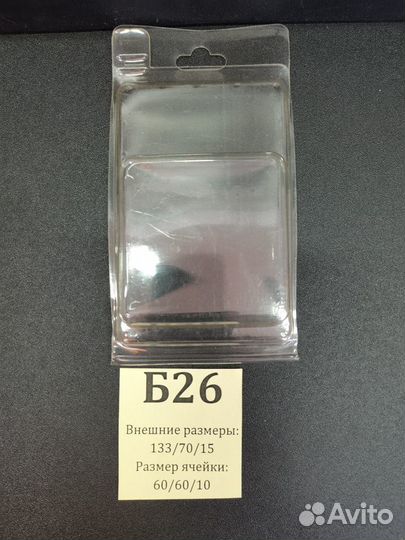 Б26
Внешние размеры:
133/70/15
Размер ячейки:
60/60/10
Avito